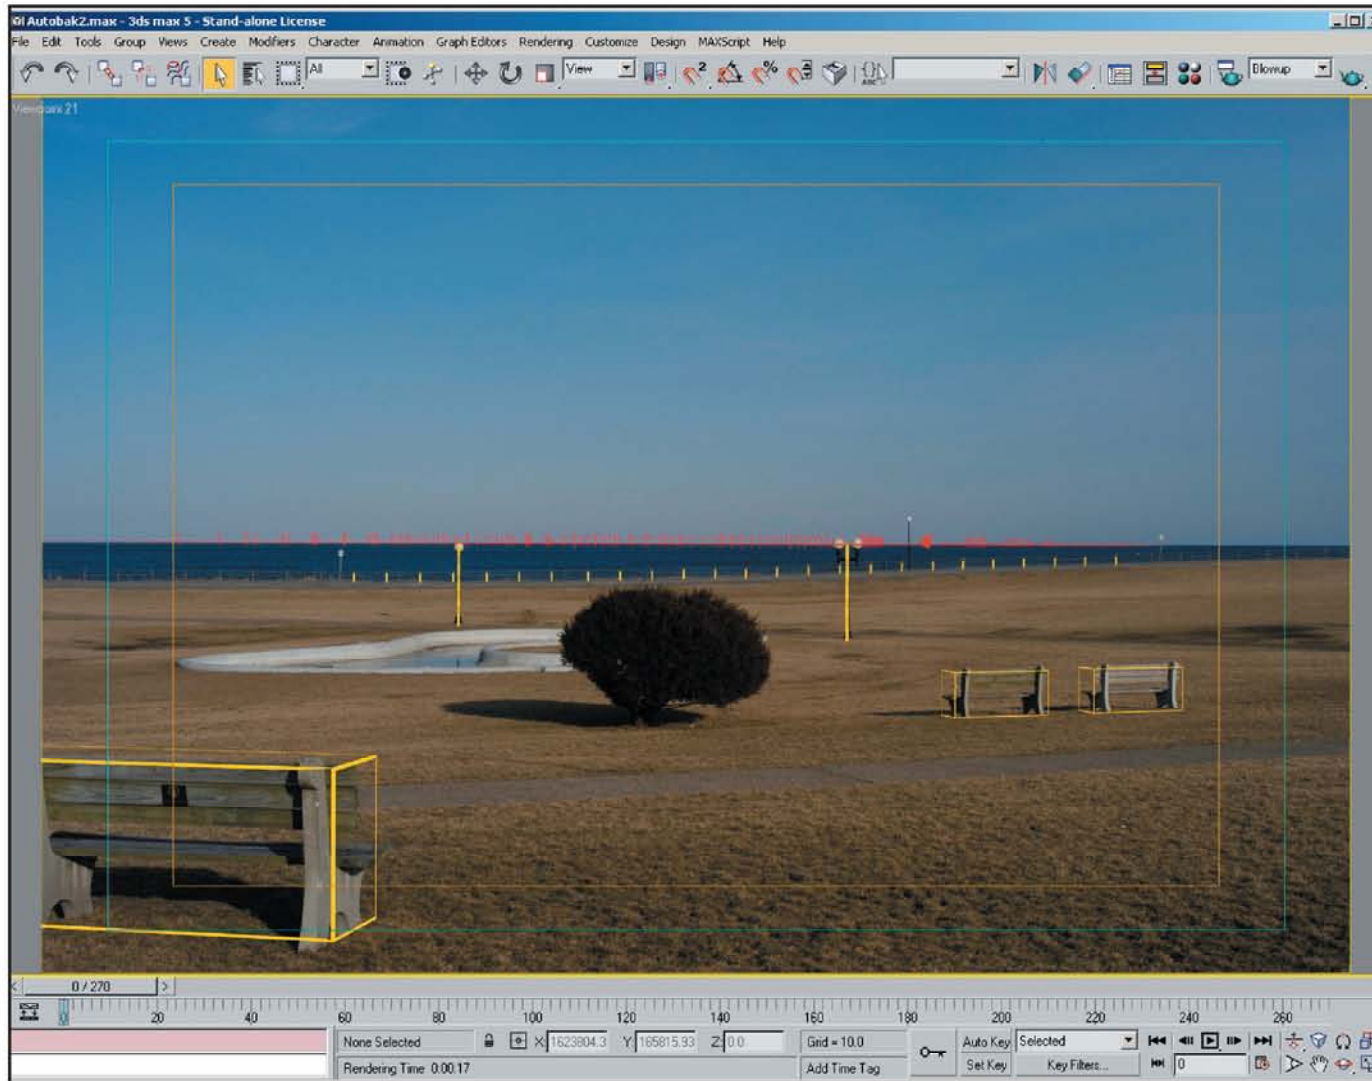 Autobak2.max - 3ds max 5 - Stand-alone License
File Edit Tools Group Views Create Modifiers Character Animation Graph Editors Rendering Customize Design MAXScript Help
All View Blowup
0 / 270
0 20 40 60 80 100 120 140 160 180 200 220 240 260
None Selected X: 1623804.3 Y: 165815.93 Z: 0.0 Grid = 10.0 Auto Key Selected
Rendering Time 0:00:17 Add Time Tag Set Key Key Filters... 0